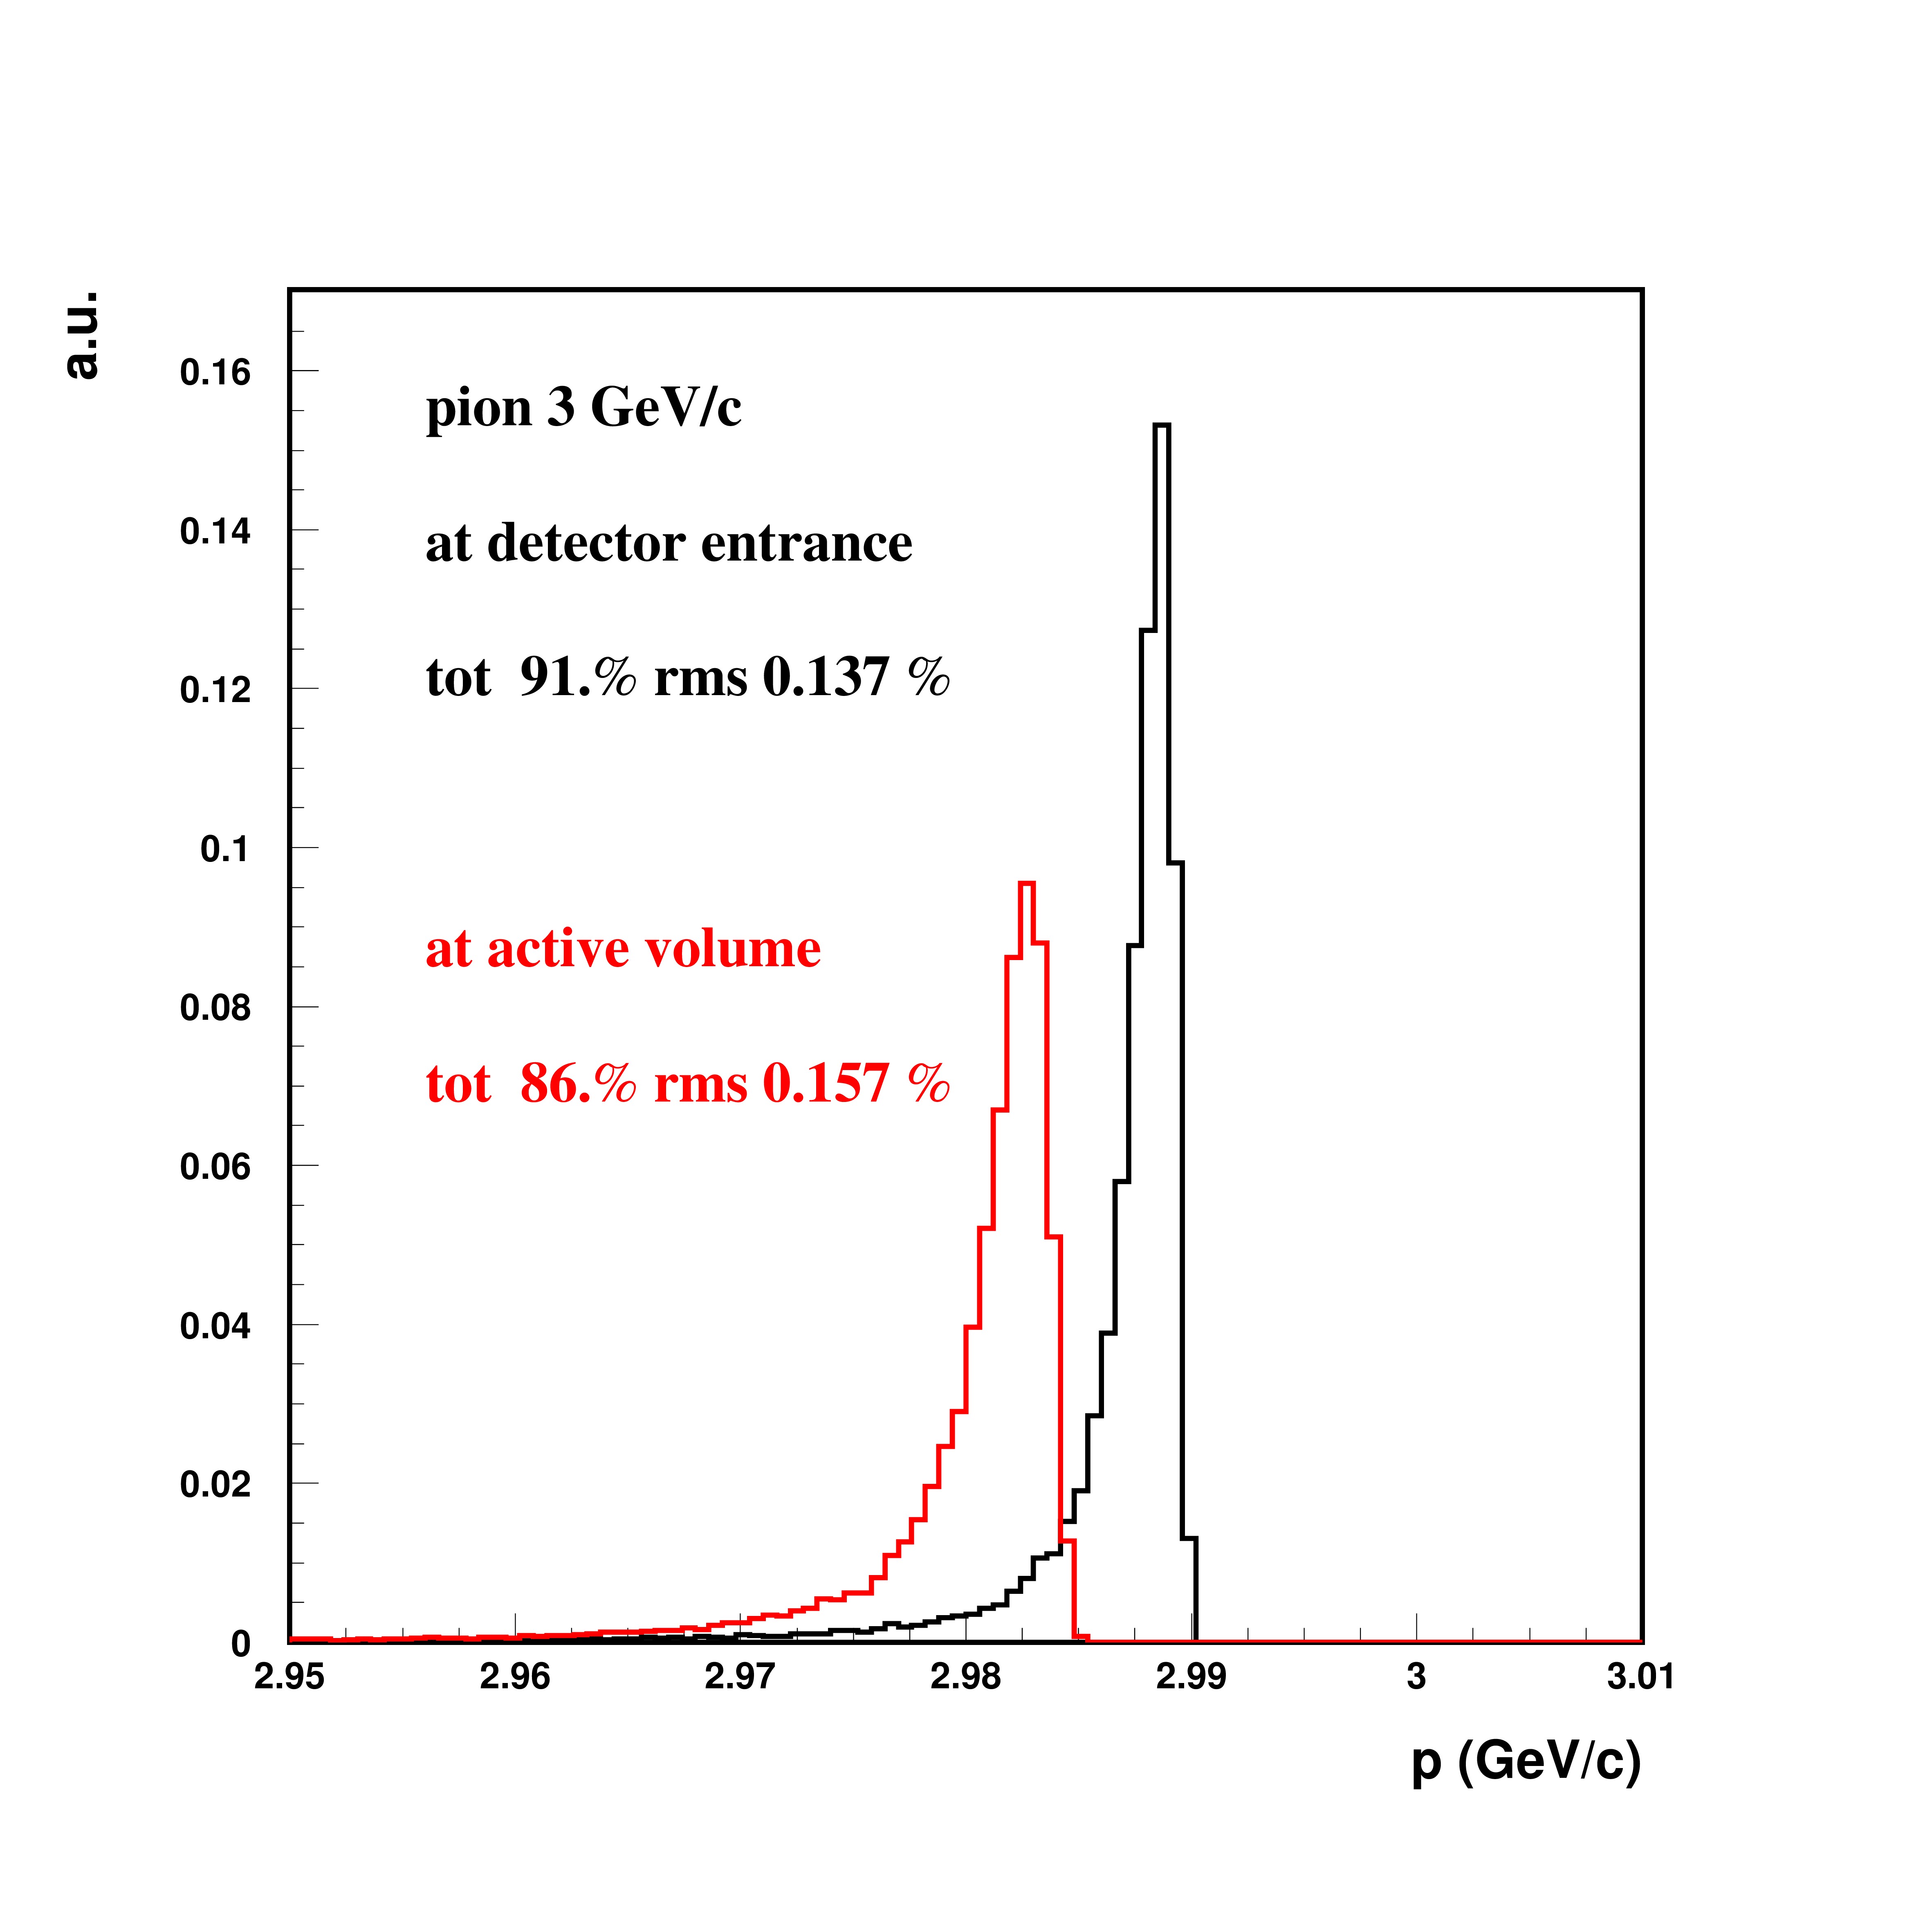 a.u.
0.16
0.14
0.12
0.1
0.08
0.06
0.04
0.02
0
pion 3 GeV/c
at detector entrance
tot 91.% rms 0.137 %
at active volume
tot 86.% rms 0.157 %
2.95 2.96 2.97 2.98 2.99 3 3.01
p (GeV/c)